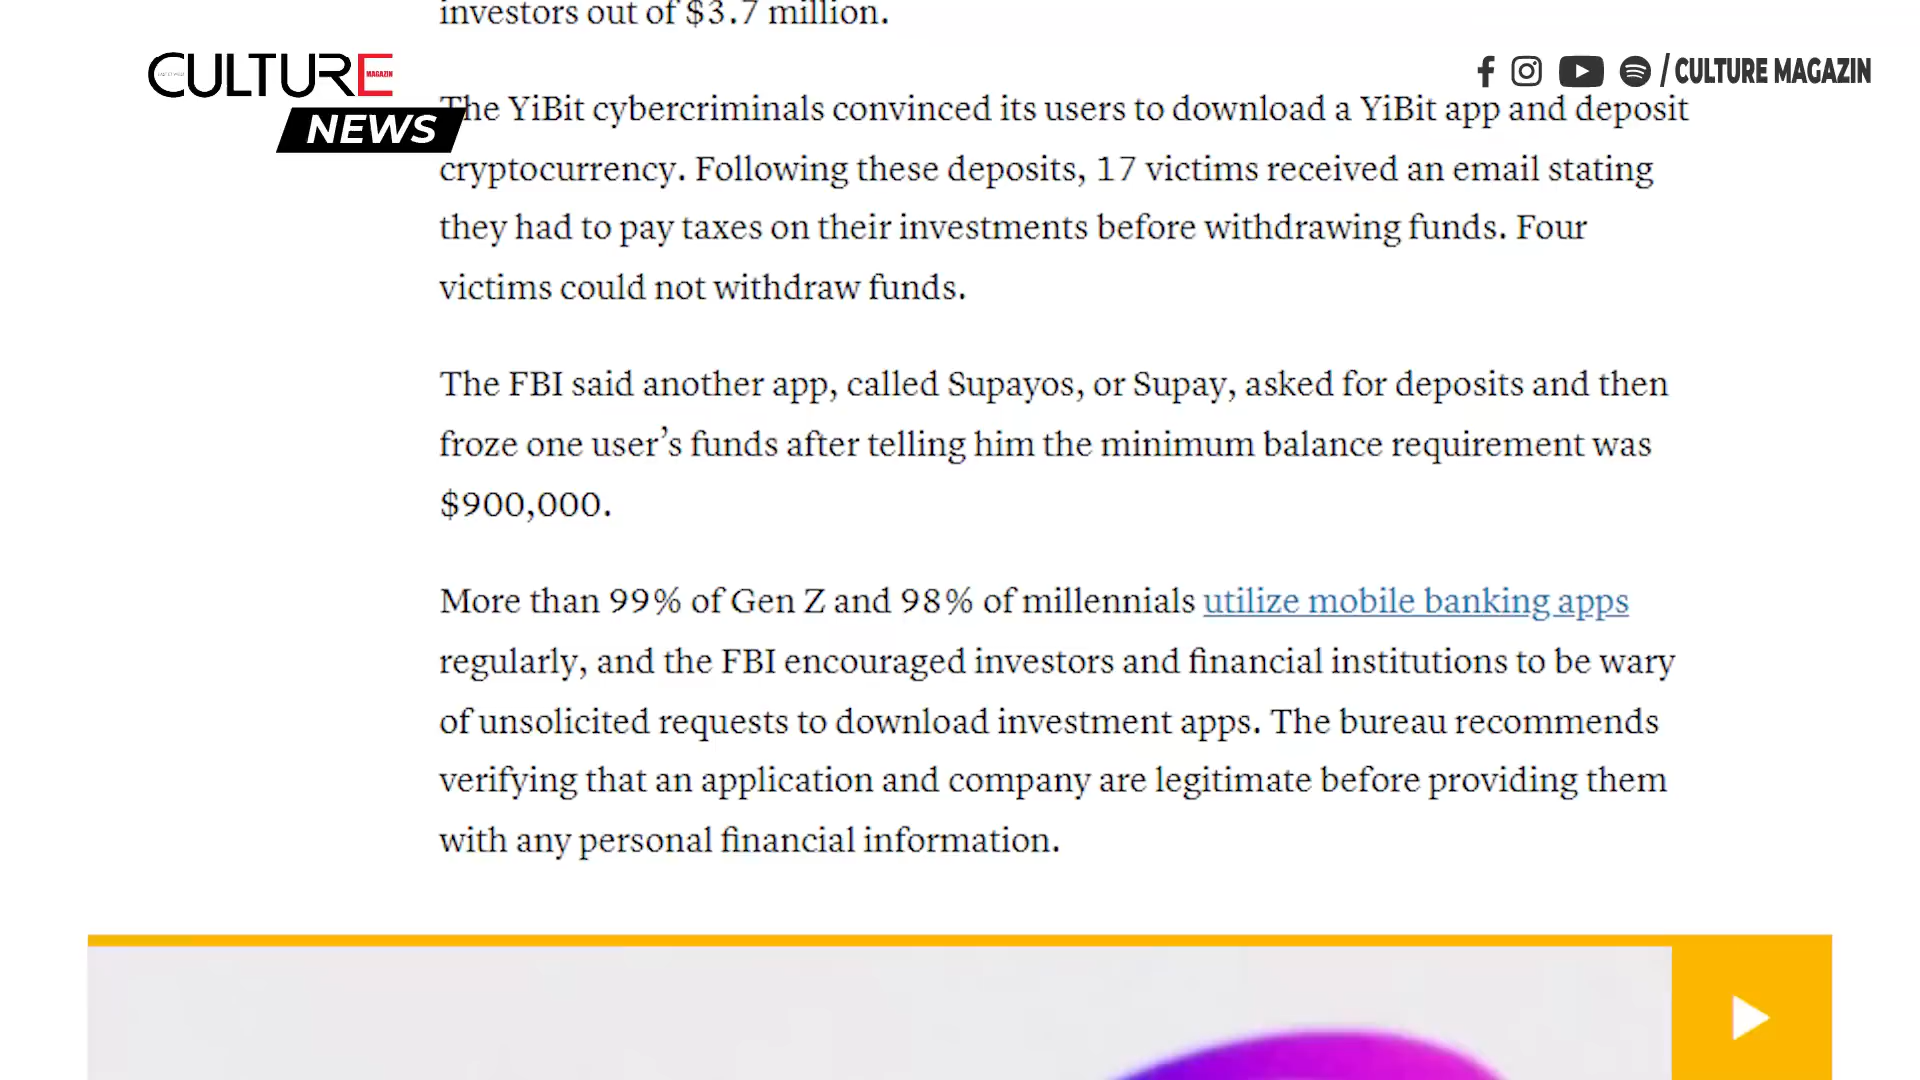 investors out of $3.7 million.
CULTURE
MAGAZIN
NEWS
/ CULTURE MAGAZIN
The YiBit cybercriminals convinced its users to download a YiBit app and deposit
cryptocurrency. Following these deposits, 17 victims received an email stating
they had to pay taxes on their investments before withdrawing funds. Four
victims could not withdraw funds.
The FBI said another app, called Supayos, or Supay, asked for deposits and then
froze one user’s funds after telling him the minimum balance requirement was
$900,000.
More than 99% of Gen Z and 98% of millennials utilize mobile banking apps
regularly, and the FBI encouraged investors and financial institutions to be wary
of unsolicited requests to download investment apps. The bureau recommends
verifying that an application and company are legitimate before providing them
with any personal financial information.